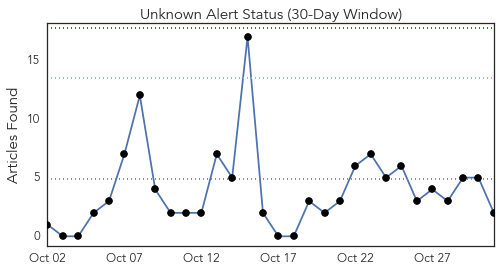 Unknown Alert Status (30-Day Window)
Articles Found
15
10
5
0
Oct 02 Oct 07 Oct 12 Oct 17 Oct 22 Oct 27